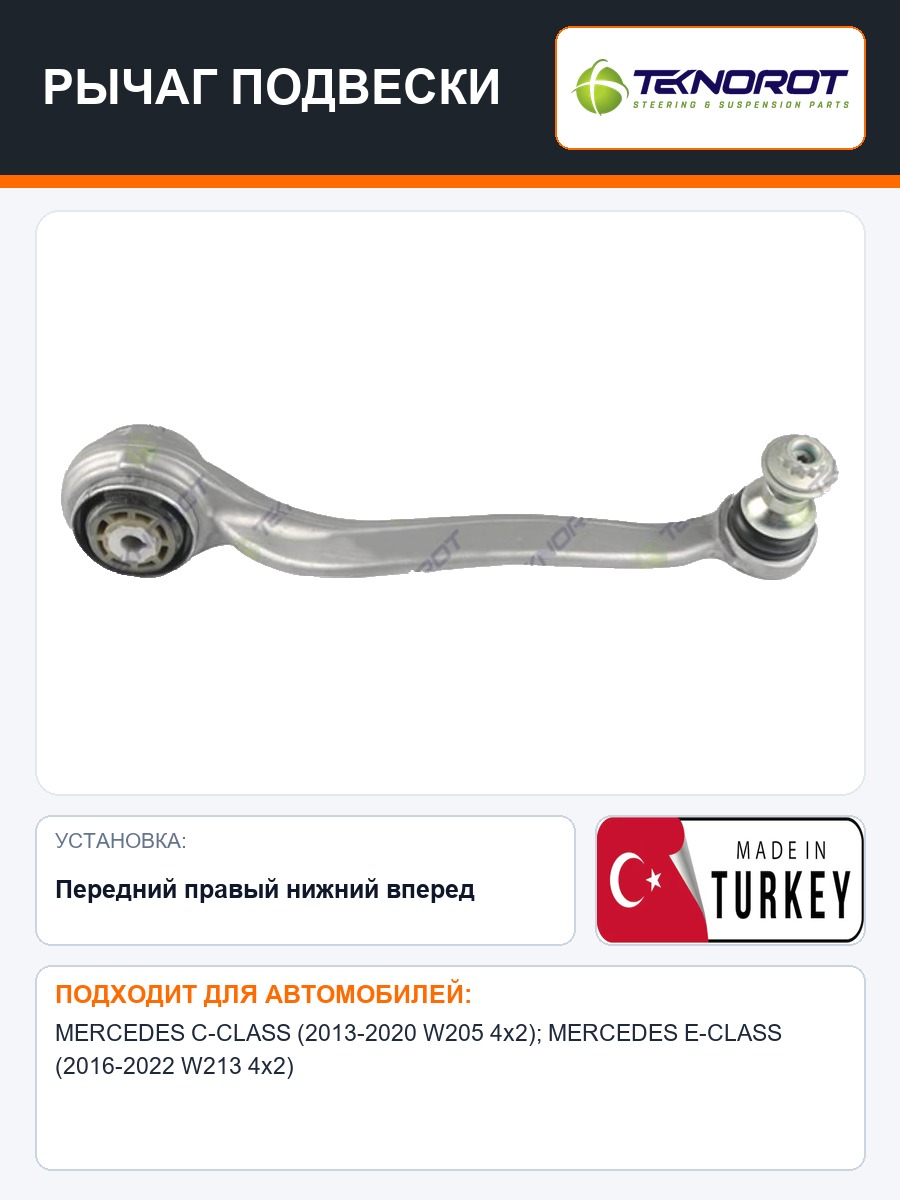 РЫЧАГ ПОДВЕСКИ
TEKNOROT
STEERING & SUSPENSION PARTS
УСТАНОВКА:
Передний правый нижний вперед
MADE IN
TURKEY
ПОДХОДИТ ДЛЯ АВТОМОБИЛЕЙ:
MERCEDES C-CLASS (2013-2020 W205 4x2); MERCEDES E-CLASS
(2016-2022 W213 4x2)